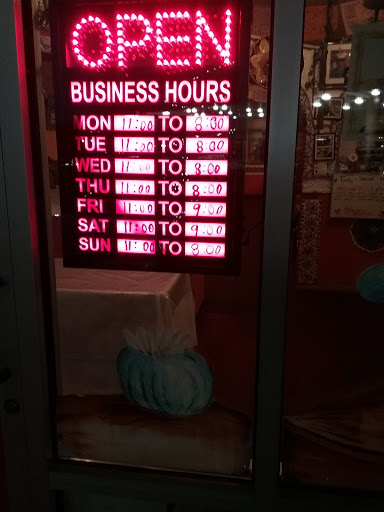 OPEN
BUSINESS HOURS
MON 11:00 TO 8:30
TUE 11:00 TO 8:00
WED 11:00 TO 8:00
THU 11:00 TO 8:00
FRI 11:00 TO 9:00
SAT 11:00 TO 9:00
SUN 11:00 TO 8:00